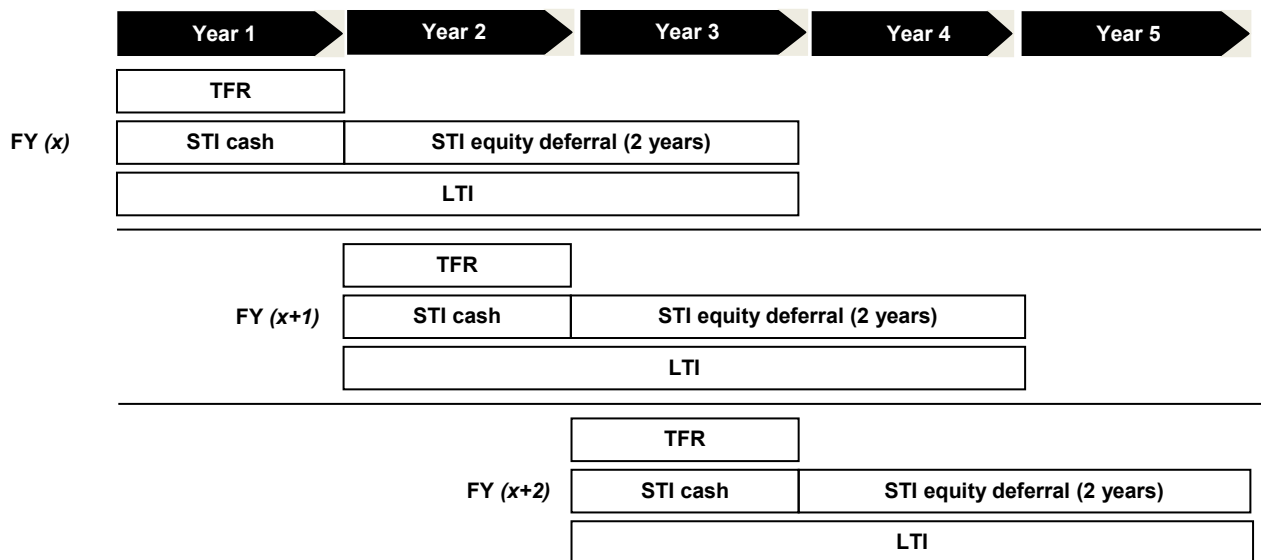 Year 1 Year 2 Year 3 Year 4 Year 5
TFR
FY (x) STI cash STI equity deferral (2 years)
LTI
TFR
FY (x+1) STI cash STI equity deferral (2 years)
LTI
TFR
FY (x+2) STI cash STI equity deferral (2 years)
LTI